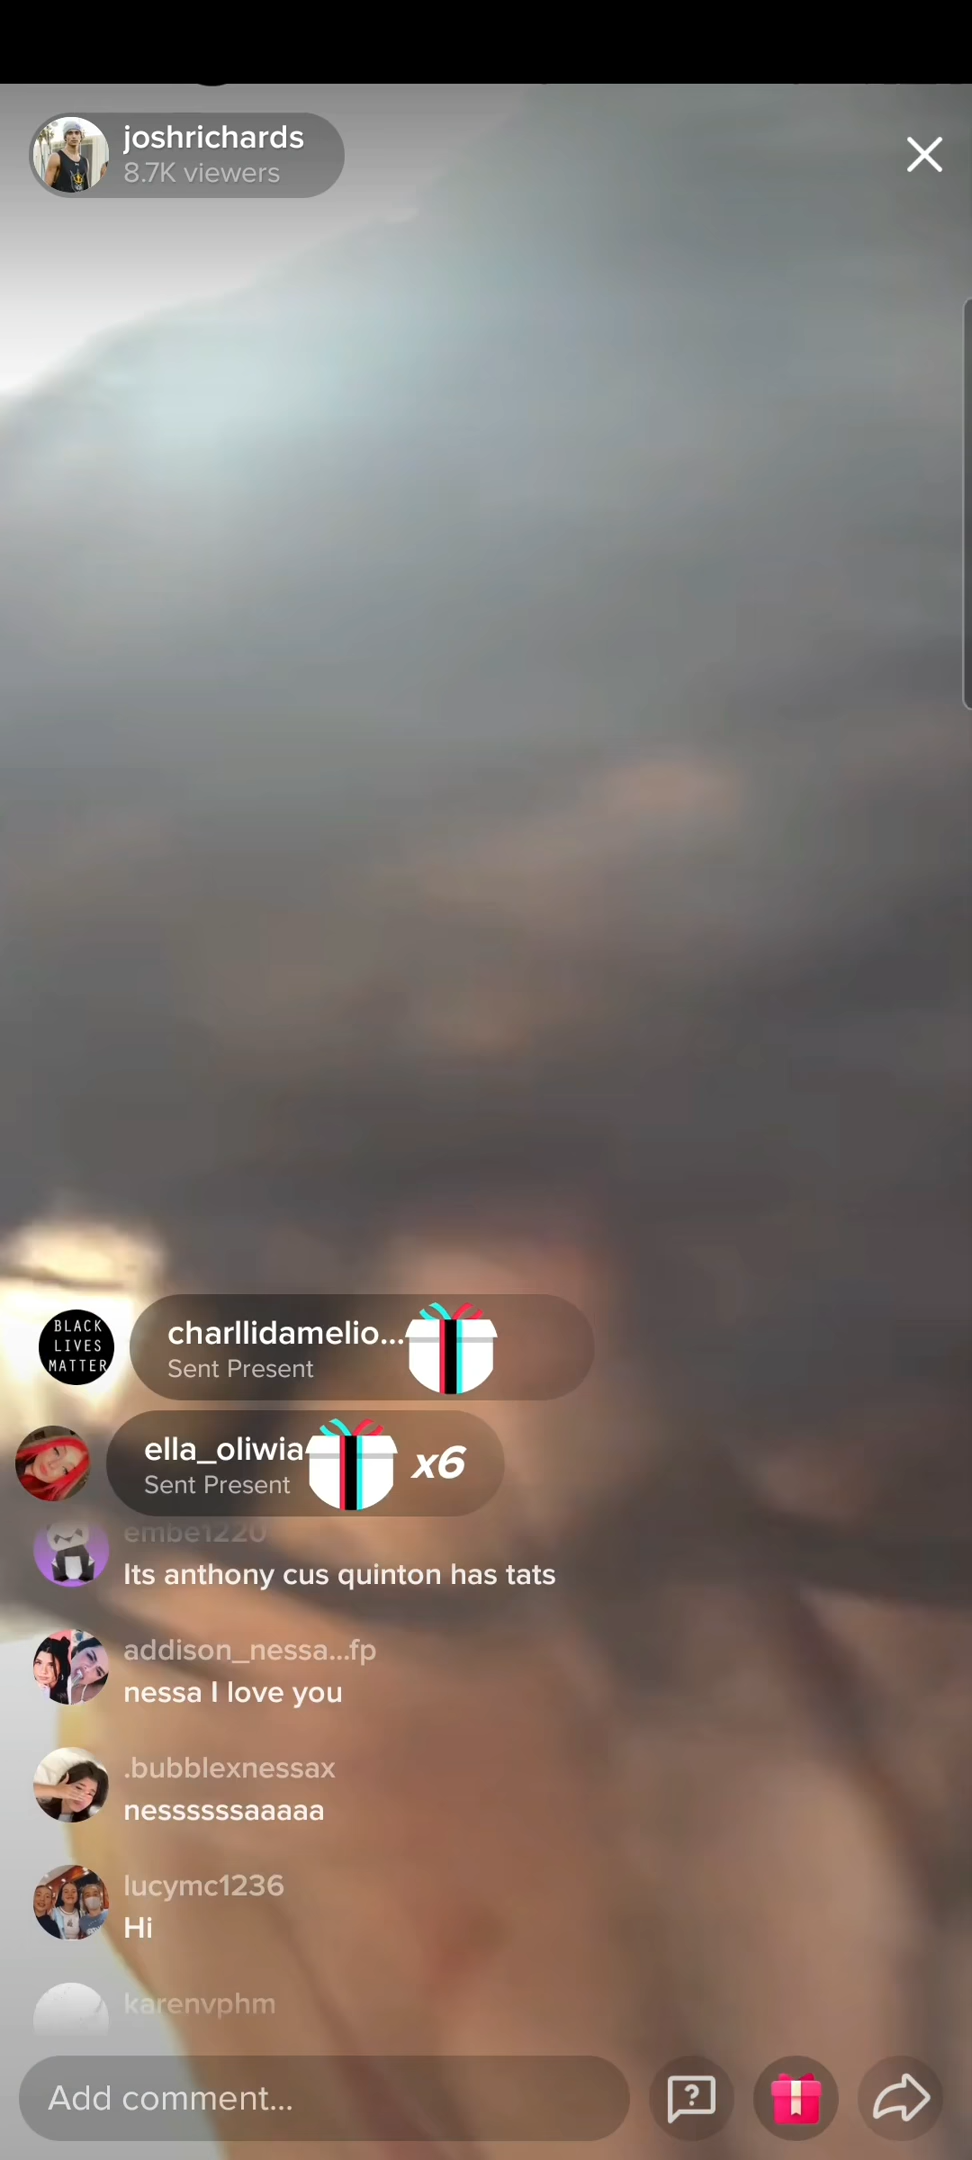 joshrichards
8.7K viewers
BLACK
LIVES
MATTER
charllidamelio...
Sent Present
ella_oliwia
Sent Present
x6
embe1220
Its anthony cus quinton has tats
addison_nessa...fp
nessa I love you
.bubblexnessax
nessssssaaaaa
lucymc1236
Hi
karenvphm
Add comment...